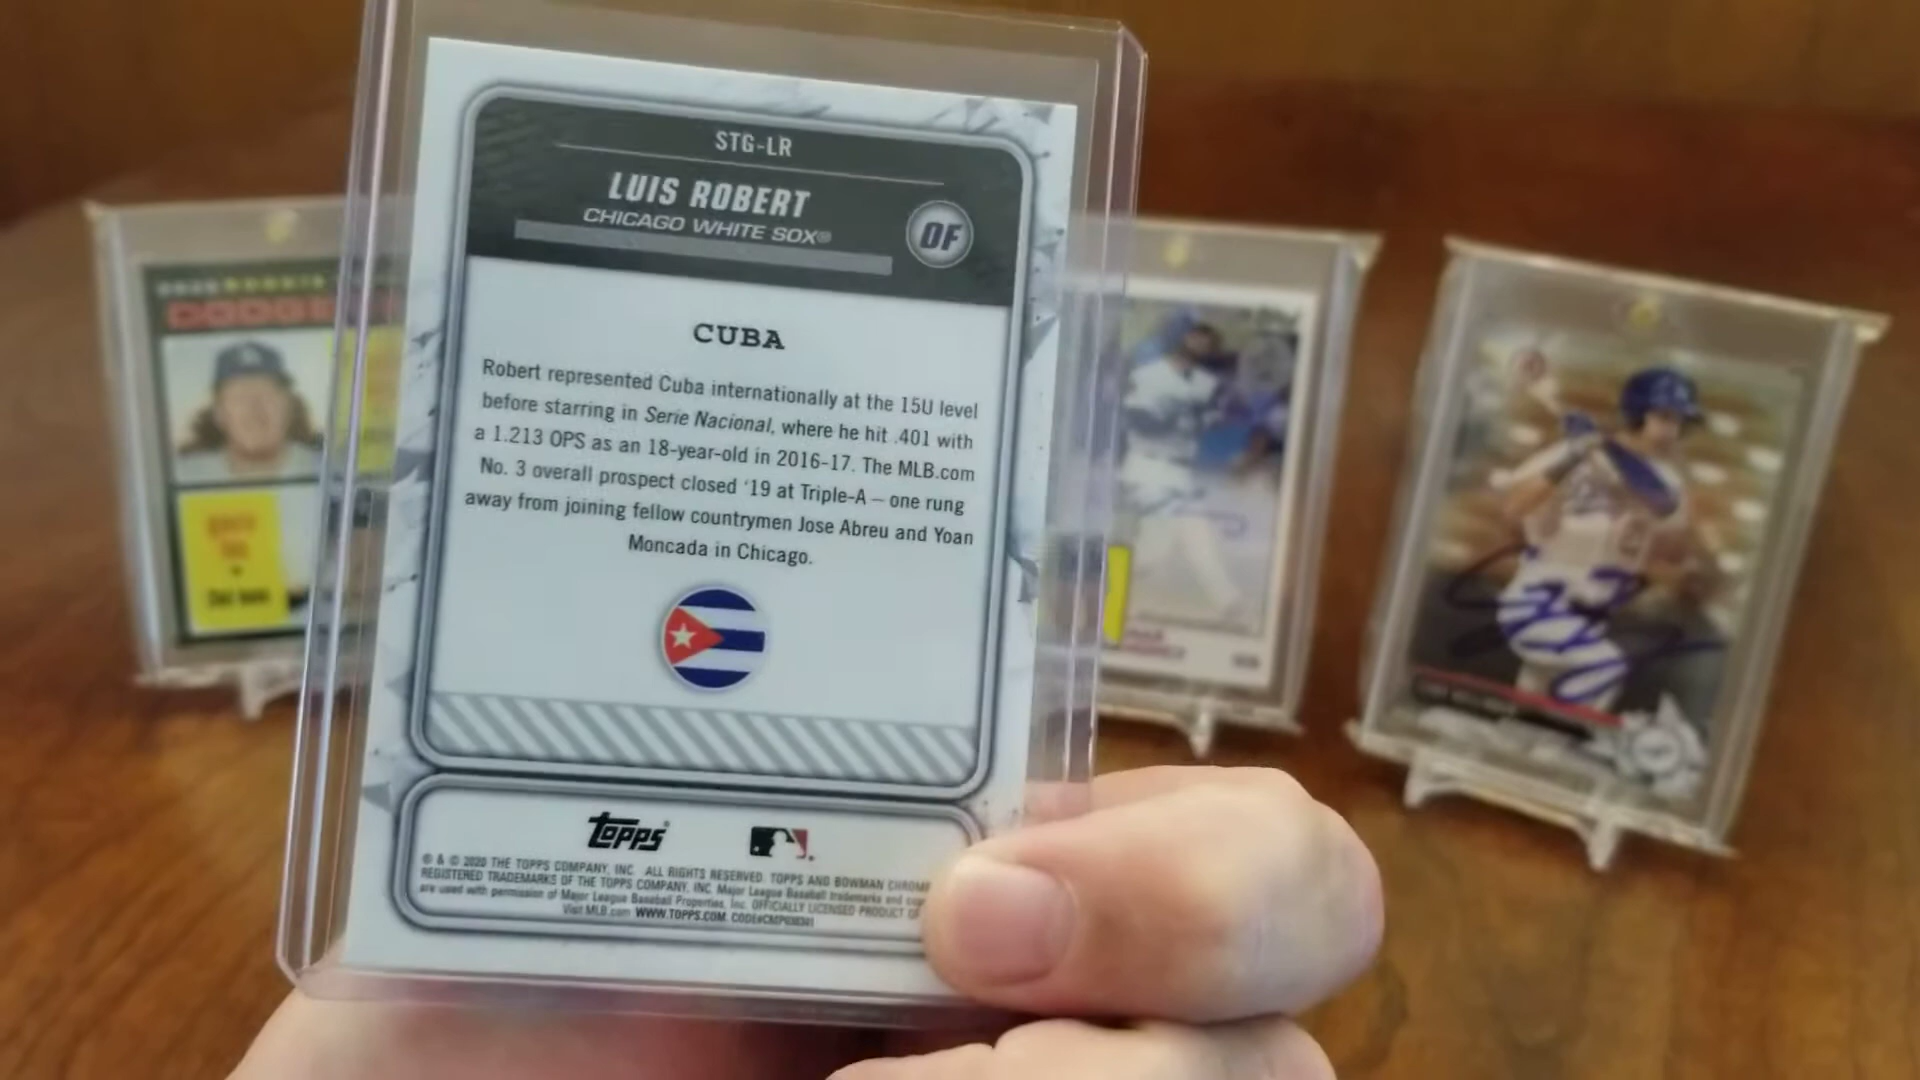 STG-LR
LUIS ROBERT
CHICAGO WHITE SOX®
OF
CUBA
Robert represented Cuba internationally at the 15U level
before starring in Serie Nacional, where he hit .401 with
a 1.213 OPS as an 18-year-old in 2016-17. The MLB.com
No. 3 overall prospect closed '19 at Triple-A – one rung
away from joining fellow countrymen Jose Abreu and Yoan
Moncada in Chicago.
Topps®
® & © 2020 THE TOPPS COMPANY, INC. ALL RIGHTS RESERVED. TOPPS AND BOWMAN CHROME
REGISTERED TRADEMARKS OF THE TOPPS COMPANY, INC. Major League Baseball trademarks and
are used with permission of Major League Baseball Properties, Inc. OFFICIALLY LICENSED PRODUCT OF
Visit MLB.com WWW.TOPPS.COM